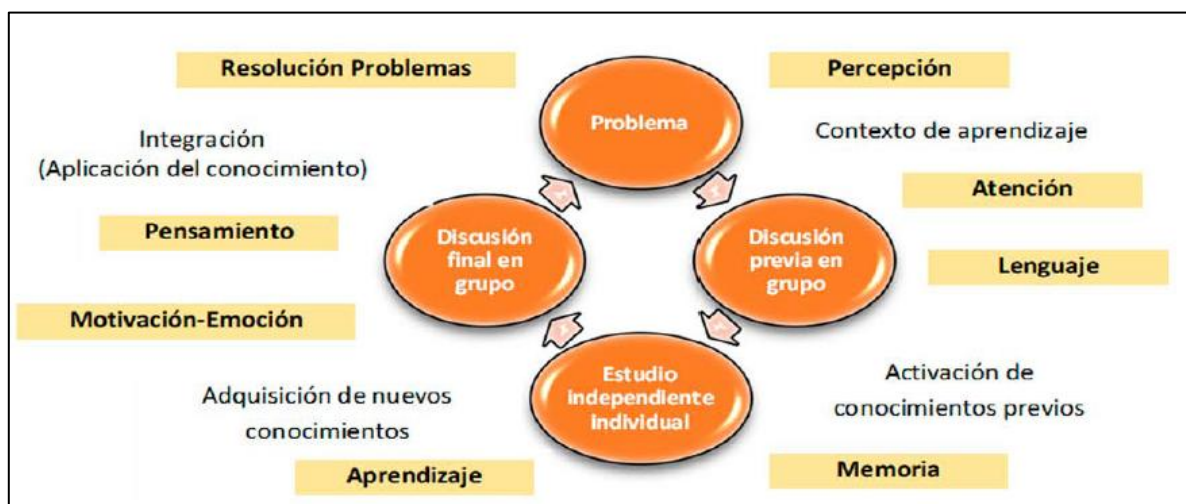 Resolución Problemas
Percepción
Problema
Integración
(Aplicación del conocimiento)
Contexto de aprendizaje
Atención
Pensamiento
Discusión
final en
grupo
Discusión
previa en
grupo
Lenguaje
Motivación-Emoción
Estudio
independiente
individual
Activación de
conocimientos previos
Adquisición de nuevos
conocimientos
Aprendizaje
Memoria